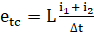 e_tc = L (i_1 + i_2) / Δt